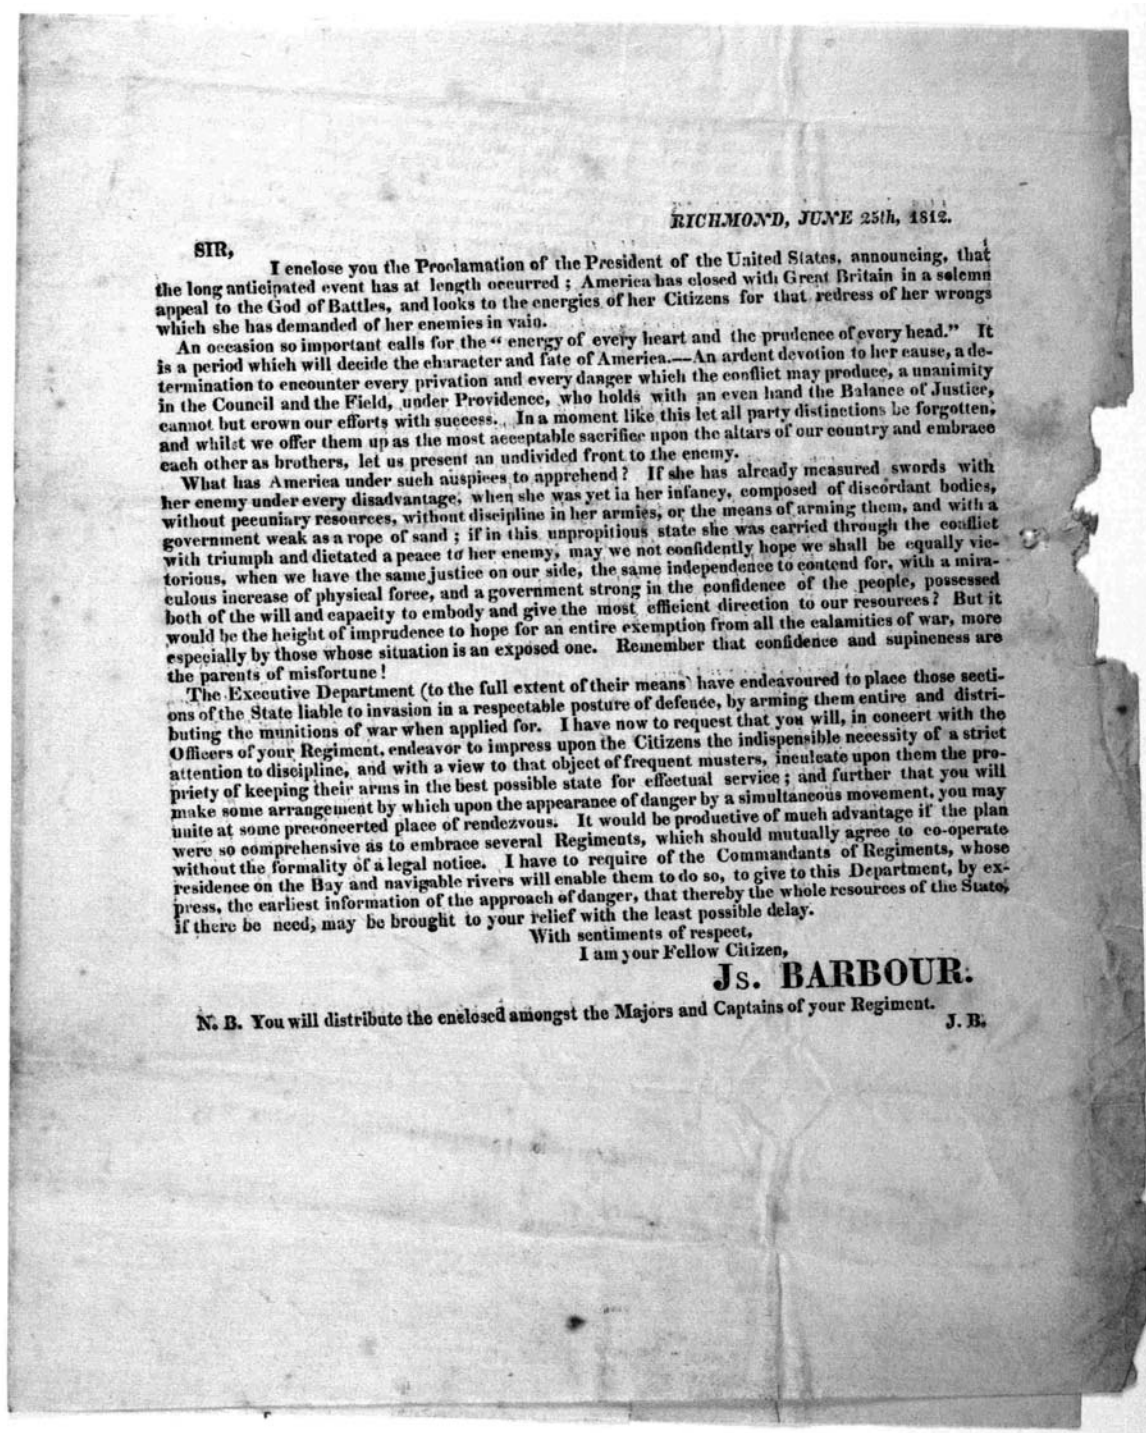 RICHMOND, JUNE 25th, 1812.
SIR,
I enclose you the Proclamation of the President of the United States, announcing, that
the long anticipated event has at length occurred ; America has closed with Great Britain in a solemn
appeal to the God of Battles, and looks to the energies of her Citizens for that redress of her wrongs
which she has demanded of her enemies in vain.
An occasion so important calls for the “ energy of every heart and the prudence of every head.” It
is a period which will decide the character and fate of America.—An ardent devotion to her cause, a de-
termination to encounter every privation and every danger which the conflict may produce, a unanimity
in the Council and the Field, under Providence, who holds with an even hand the Balance of Justice,
cannot but crown our efforts with success. In a moment like this let all party distinctions be forgotten,
and whilst we offer them up as the most acceptable sacrifice upon the altars of our country and embrace
each other as brothers, let us present an undivided front to the enemy.
What has America under such auspices to apprehend ? If she has already measured swords with
her enemy under every disadvantage, when she was yet in her infancy, composed of discordant bodies,
without pecuniary resources, without discipline in her armies, or the means of arming them, and with a
government weak as a rope of sand ; if in this unpropitious state she was carried through the conflict
with triumph and dictated a peace to her enemy, may we not confidently hope we shall be equally vic-
torious, when we have the same justice on our side, the same independence to contend for, with a mira-
culous increase of physical force, and a government strong in the confidence of the people, possessed
both of the will and capacity to embody and give the most efficient direction to our resources ? But it
would be the height of imprudence to hope for an entire exemption from all the calamities of war, more
especially by those whose situation is an exposed one. Remember that confidence and supineness are
the parents of misfortune !
The Executive Department (to the full extent of their means) have endeavoured to place those secti-
ons of the State liable to invasion in a respectable posture of defence, by arming them entire and distri-
buting the munitions of war when applied for. I have now to request that you will, in concert with the
Officers of your Regiment, endeavor to impress upon the Citizens the indispensible necessity of a strict
attention to discipline, and with a view to that object of frequent musters, inculcate upon them the pro-
priety of keeping their arms in the best possible state for effectual service ; and further that you will
make some arrangement by which upon the appearance of danger by a simultaneous movement, you may
unite at some preconcerted place of rendezvous. It would be productive of much advantage if the plan
were so comprehensive as to embrace several Regiments, which should mutually agree to co-operate
without the formality of a legal notice. I have to require of the Commandants of Regiments, whose
residence on the Bay and navigable rivers will enable them to do so, to give to this Department, by ex-
press, the earliest information of the approach of danger, that thereby the whole resources of the State,
if there be need, may be brought to your relief with the least possible delay.
With sentiments of respect,
I am your Fellow Citizen,
Js. BARBOUR.
N. B. You will distribute the enclosed amongst the Majors and Captains of your Regiment.
J. B.